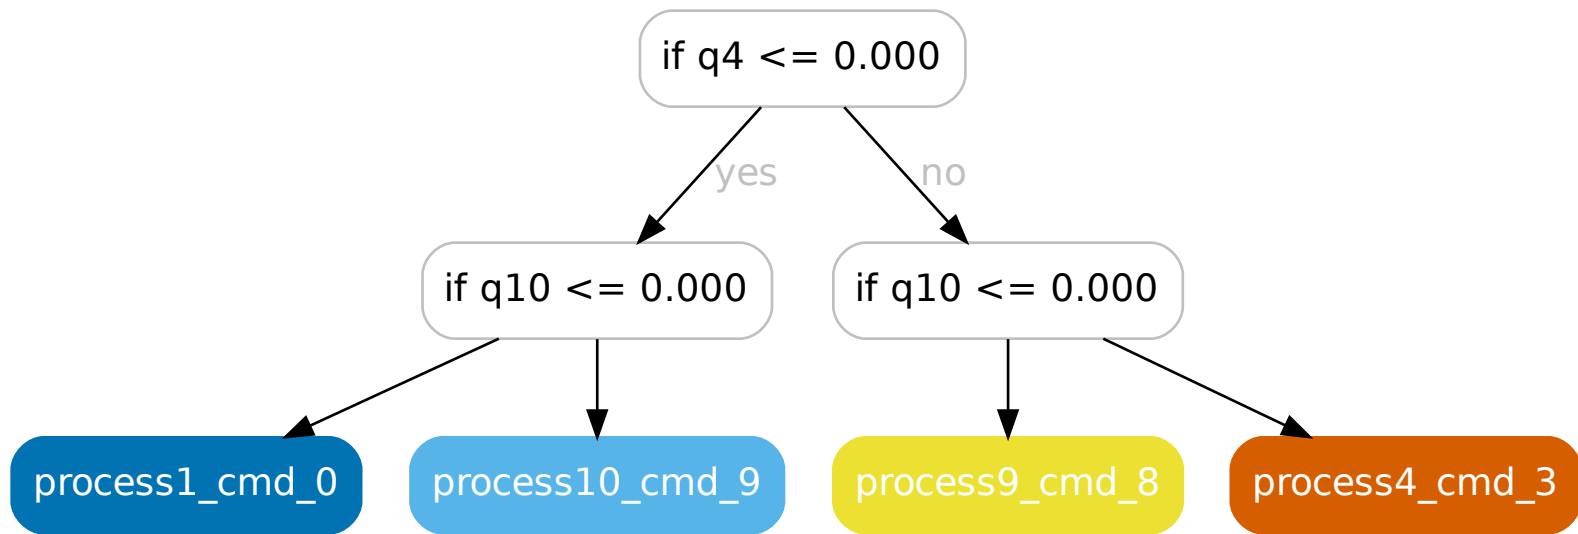 if q4 <= 0.000
yes
no
if q10 <= 0.000
if q10 <= 0.000
process1_cmd_0
process10_cmd_9
process9_cmd_8
process4_cmd_3